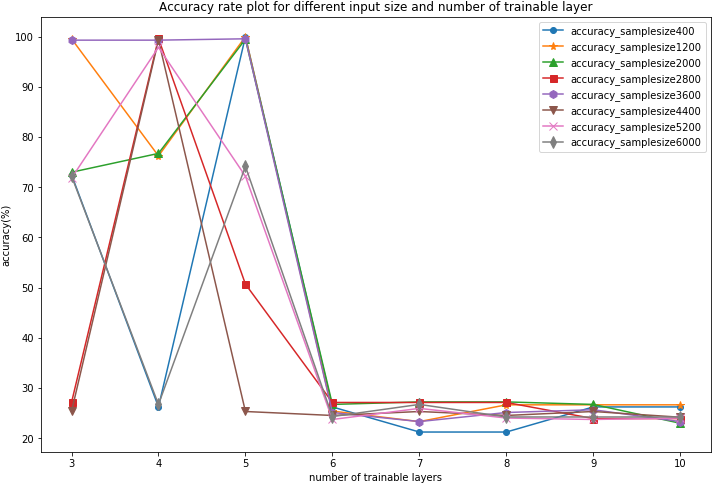 Accuracy rate plot for different input size and number of trainable layer
accuracy_samplesize400
accuracy_samplesize1200
accuracy_samplesize2000
accuracy_samplesize2800
accuracy_samplesize3600
accuracy_samplesize4400
accuracy_samplesize5200
accuracy_samplesize6000
accuracy(%)
100
90
80
70
60
50
40
30
20
3 4 5 6 7 8 9 10
number of trainable layers